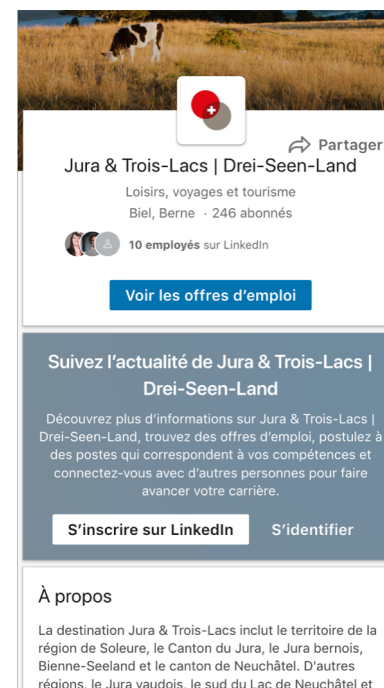 Partager
Jura & Trois-Lacs | Drei-Seen-Land
Loisirs, voyages et tourisme
Biel, Berne · 246 abonnés
10 employés sur LinkedIn
Voir les offres d’emploi
Suivez l’actualité de Jura & Trois-Lacs |
Drei-Seen-Land
Découvrez plus d’informations sur Jura & Trois-Lacs |
Drei-Seen-Land, trouvez des offres d’emploi, postulez à
des postes qui correspondent à vos compétences et
connectez-vous avec d’autres personnes pour faire
avancer votre carrière.
S’inscrire sur LinkedIn S’identifier
À propos
La destination Jura & Trois-Lacs inclut le territoire de la
région de Soleure, le Canton du Jura, le Jura bernois,
Bienne-Seeland et le canton de Neuchâtel. D'autres
régions, le Jura vaudois, le sud du Lac de Neuchâtel et